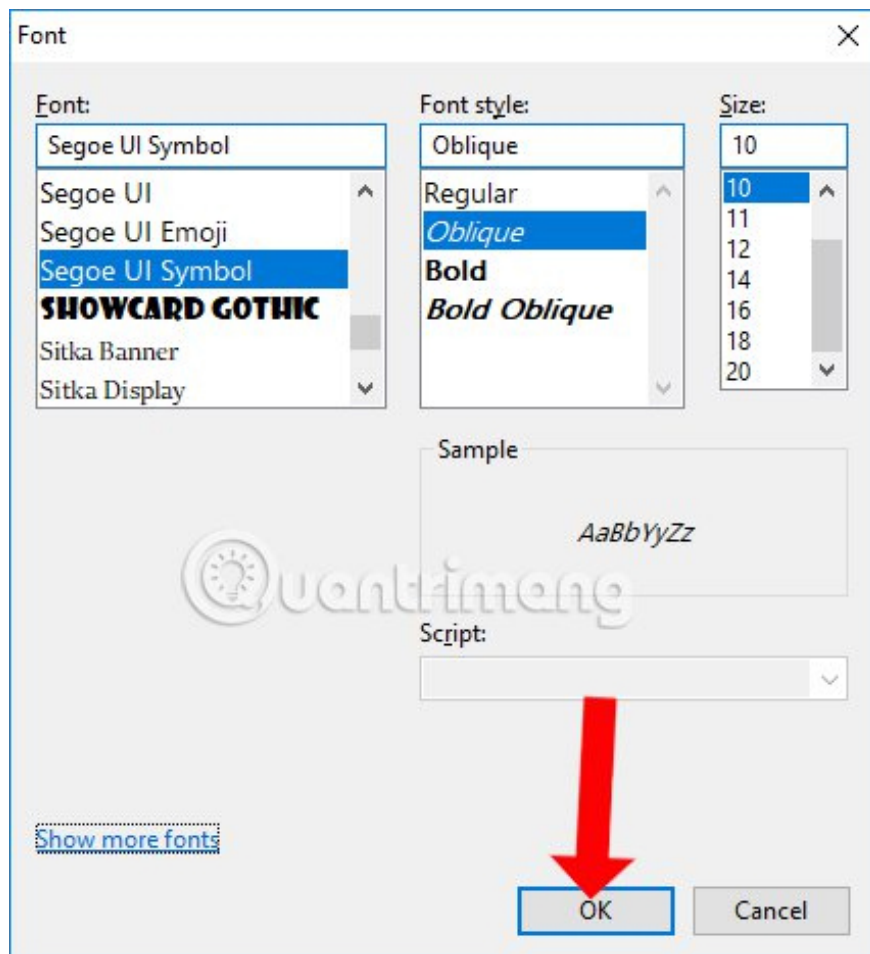 Font
Font:
Font style:
Size:
Segoe UI Symbol
Oblique
10
Segoe UI
Segoe UI Emoji
Segoe UI Symbol
SHOWCARD GOTHIC
Sitka Banner
Sitka Display
Regular
Oblique
Bold
Bold Oblique
10
11
12
14
16
18
20
Sample
AaBbYyZz
Quantrimang
Script:
Show more fonts
OK
Cancel